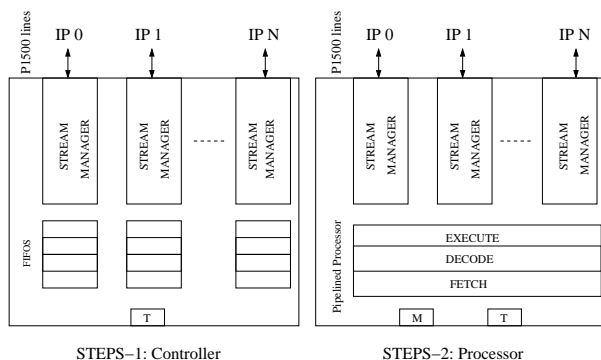 P1500 lines
IP 0
IP 1
IP N
STREAM
MANAGER
STREAM
MANAGER
STREAM
MANAGER
FIFOS
T
STEPS−1: Controller
P1500 lines
IP 0
IP 1
IP N
STREAM
MANAGER
STREAM
MANAGER
STREAM
MANAGER
Pipelined Processor
EXECUTE
DECODE
FETCH
M
T
STEPS−2: Processor